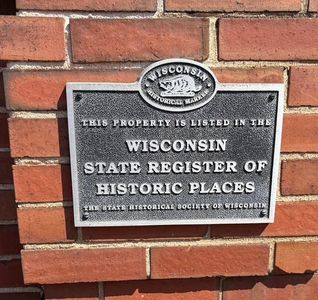 WISCONSIN
HISTORICAL MARKER
THIS PROPERTY IS LISTED IN THE
WISCONSIN
STATE REGISTER OF
HISTORIC PLACES
THE STATE HISTORICAL SOCIETY OF WISCONSIN